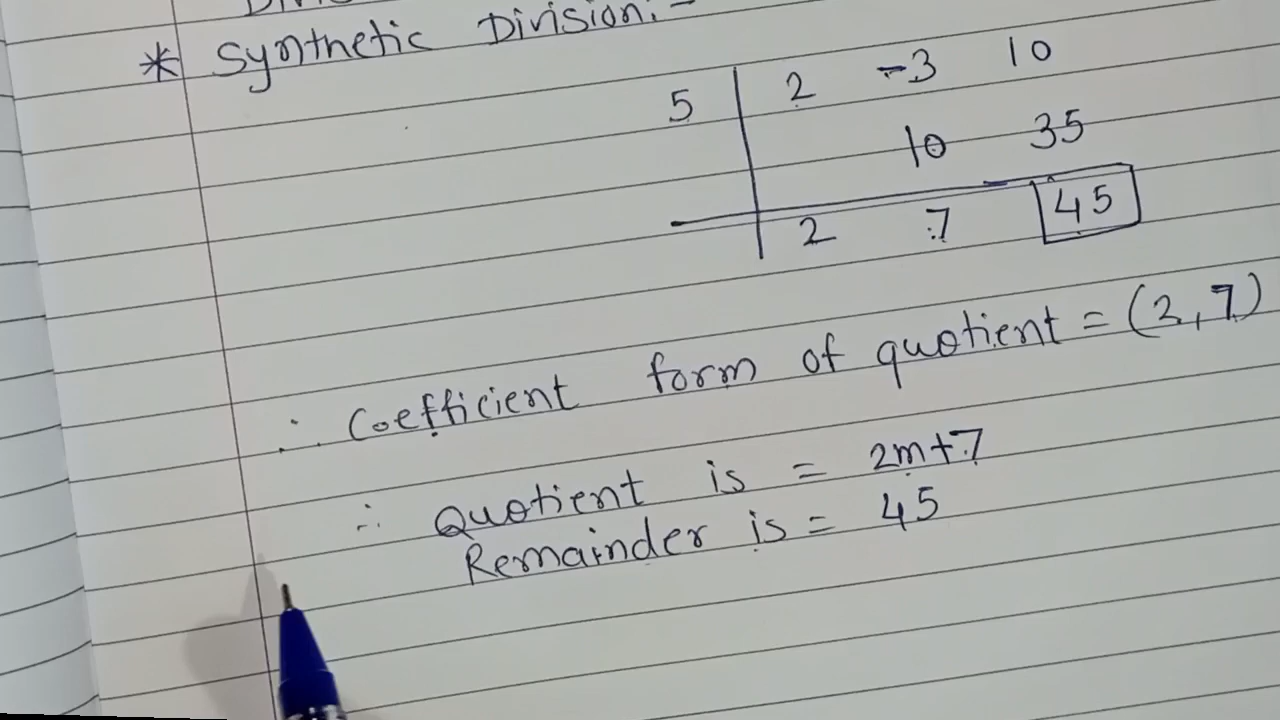 * Synthetic Division:-
5 | 2 -3 10
10 35
2 7 45
∴ Coefficient form of quotient = (2,7)
∴ Quotient is = 2m+7
Remainder is = 45